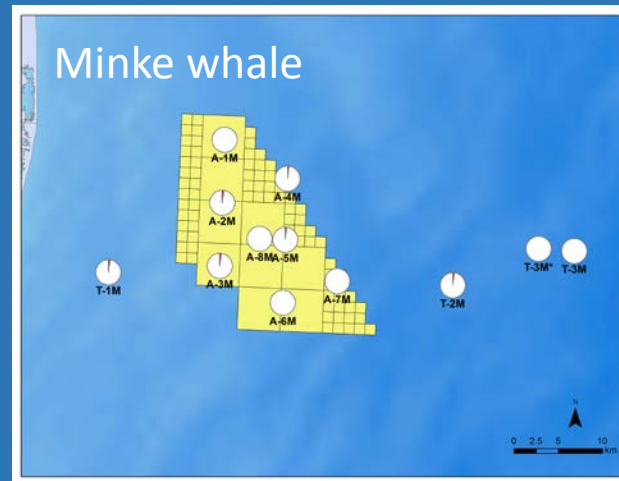 Minke whale
A-1M
A-4M
A-2M
A-8M
A-5M
T-3M*
T-3M
A-3M
T-1M
A-7M
T-2M
A-6M
N
0 2.5 5 10
km